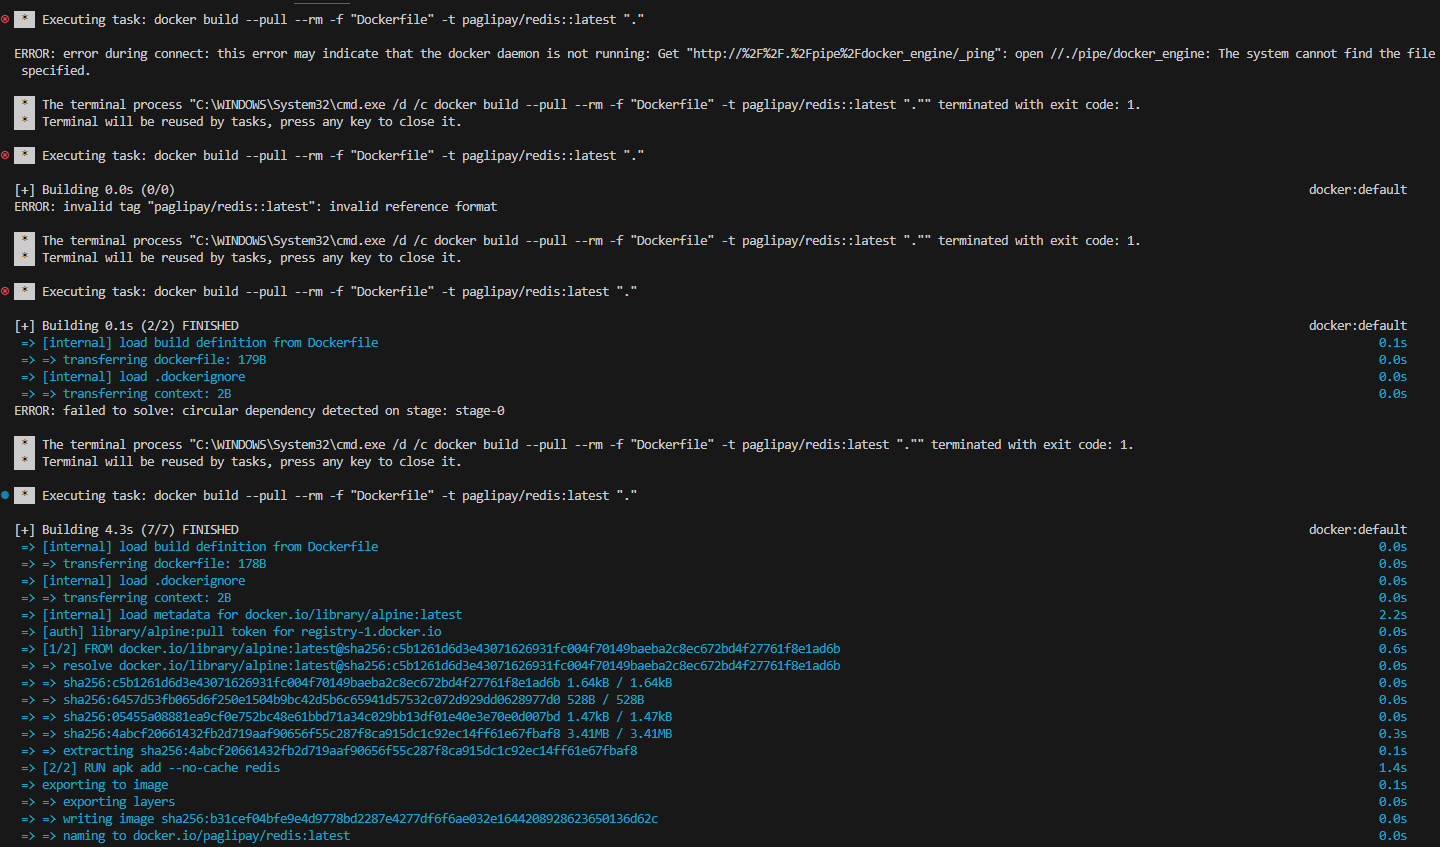 * Executing task: docker build --pull --rm -f "Dockerfile" -t paglipay/redis::latest "."
ERROR: error during connect: this error may indicate that the docker daemon is not running: Get "http://%2F%2F.%2Fpipe%2Fdocker_engine/_ping": open //./pipe/docker_engine: The system cannot find the file
specified.
* The terminal process "C:\WINDOWS\System32\cmd.exe /d /c docker build --pull --rm -f "Dockerfile" -t paglipay/redis::latest "."" terminated with exit code: 1.
* Terminal will be reused by tasks, press any key to close it.
* Executing task: docker build --pull --rm -f "Dockerfile" -t paglipay/redis::latest "."
[+] Building 0.0s (0/0) docker:default
ERROR: invalid tag "paglipay/redis::latest": invalid reference format
* The terminal process "C:\WINDOWS\System32\cmd.exe /d /c docker build --pull --rm -f "Dockerfile" -t paglipay/redis::latest "."" terminated with exit code: 1.
* Terminal will be reused by tasks, press any key to close it.
* Executing task: docker build --pull --rm -f "Dockerfile" -t paglipay/redis:latest "."
[+] Building 0.1s (2/2) FINISHED docker:default
=> [internal] load build definition from Dockerfile 0.1s
=> => transferring dockerfile: 179B 0.0s
=> [internal] load .dockerignore 0.0s
=> => transferring context: 2B 0.0s
ERROR: failed to solve: circular dependency detected on stage: stage-0
* The terminal process "C:\WINDOWS\System32\cmd.exe /d /c docker build --pull --rm -f "Dockerfile" -t paglipay/redis:latest "."" terminated with exit code: 1.
* Terminal will be reused by tasks, press any key to close it.
* Executing task: docker build --pull --rm -f "Dockerfile" -t paglipay/redis:latest "."
[+] Building 4.3s (7/7) FINISHED docker:default
=> [internal] load build definition from Dockerfile 0.0s
=> => transferring dockerfile: 178B 0.0s
=> [internal] load .dockerignore 0.0s
=> => transferring context: 2B 0.0s
=> [internal] load metadata for docker.io/library/alpine:latest 2.2s
=> [auth] library/alpine:pull token for registry-1.docker.io 0.0s
=> [1/2] FROM docker.io/library/alpine:latest@sha256:c5b1261d6d3e43071626931fc004f70149baeba2c8ec672bd4f27761f8e1ad6b 0.6s
=> => resolve docker.io/library/alpine:latest@sha256:c5b1261d6d3e43071626931fc004f70149baeba2c8ec672bd4f27761f8e1ad6b 0.0s
=> => sha256:c5b1261d6d3e43071626931fc004f70149baeba2c8ec672bd4f27761f8e1ad6b 1.64kB / 1.64kB 0.0s
=> => sha256:6457d53fb065d6f250e1504b9bc42d5b6c65941d57532c072d929dd0628977d0 528B / 528B 0.0s
=> => sha256:05455a08881ea9cf0e752bc48e61bbd71a34c029bb13df01e40e3e70e0d007bd 1.47kB / 1.47kB 0.0s
=> => sha256:4abcf20661432fb2d719aaf90656f55c287f8ca915dc1c92ec14ff61e67fbaf8 3.41MB / 3.41MB 0.3s
=> => extracting sha256:4abcf20661432fb2d719aaf90656f55c287f8ca915dc1c92ec14ff61e67fbaf8 0.1s
=> [2/2] RUN apk add --no-cache redis 1.4s
=> exporting to image 0.1s
=> => exporting layers 0.0s
=> => writing image sha256:b31cef04bfe9e4d9778bd2287e4277df6f6ae032e1644208928623650136d62c 0.0s
=> => naming to docker.io/paglipay/redis:latest 0.0s